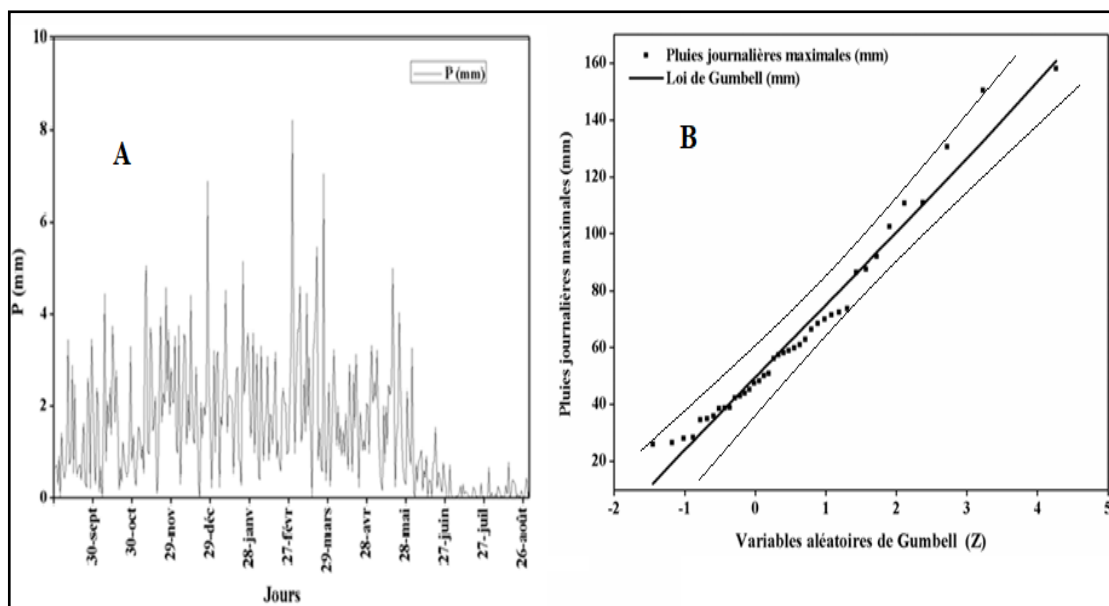 10
8
6
4
2
0
P (mm)
P (mm)
A
30-sept
30-oct
29-nov
29-déc
28-janv
27-févr
29-mars
28-avr
28-mai
27-juin
27-juil
26-août
Jours
160
140
120
100
80
60
40
20
Pluies journalières maximales (mm)
Pluies journalières maximales (mm)
Loi de Gumbell (mm)
B
-2
-1
0
1
2
3
4
5
Variables aléatoires de Gumbell (Z)